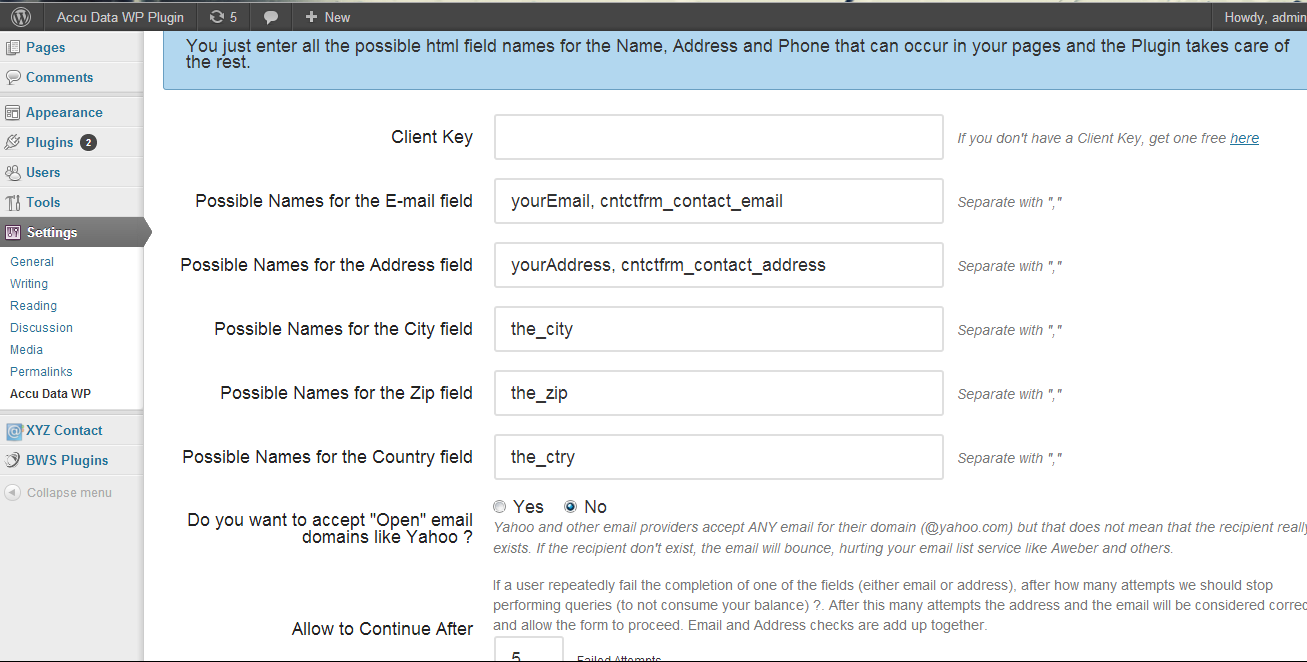 Accu Data WP Plugin 5 + New Howdy, admin
Pages
Comments
Appearance
Plugins 2
Users
Tools
Settings
General
Writing
Reading
Discussion
Media
Permalinks
Accu Data WP
XYZ Contact
BWS Plugins
Collapse menu
You just enter all the possible html field names for the Name, Address and Phone that can occur in your pages and the Plugin takes care of
the rest.
Client Key If you don't have a Client Key, get one free here
Possible Names for the E-mail field yourEmail, cntctfrm_contact_email Separate with ","
Possible Names for the Address field yourAddress, cntctfrm_contact_address Separate with ","
Possible Names for the City field the_city Separate with ","
Possible Names for the Zip field the_zip Separate with ","
Possible Names for the Country field the_ctry Separate with ","
Do you want to accept "Open" email
domains like Yahoo ?
Yes No
Yahoo and other email providers accept ANY email for their domain (@yahoo.com) but that does not mean that the recipient really
exists. If the recipient don't exist, the email will bounce, hurting your email list service like Aweber and others.
If a user repeatedly fail the completion of one of the fields (either email or address), after how many attempts we should stop
performing queries (to not consume your balance) ?. After this many attempts the address and the email will be considered correc
and allow the form to proceed. Email and Address checks are add up together.
Allow to Continue After
5 Failed Attempts